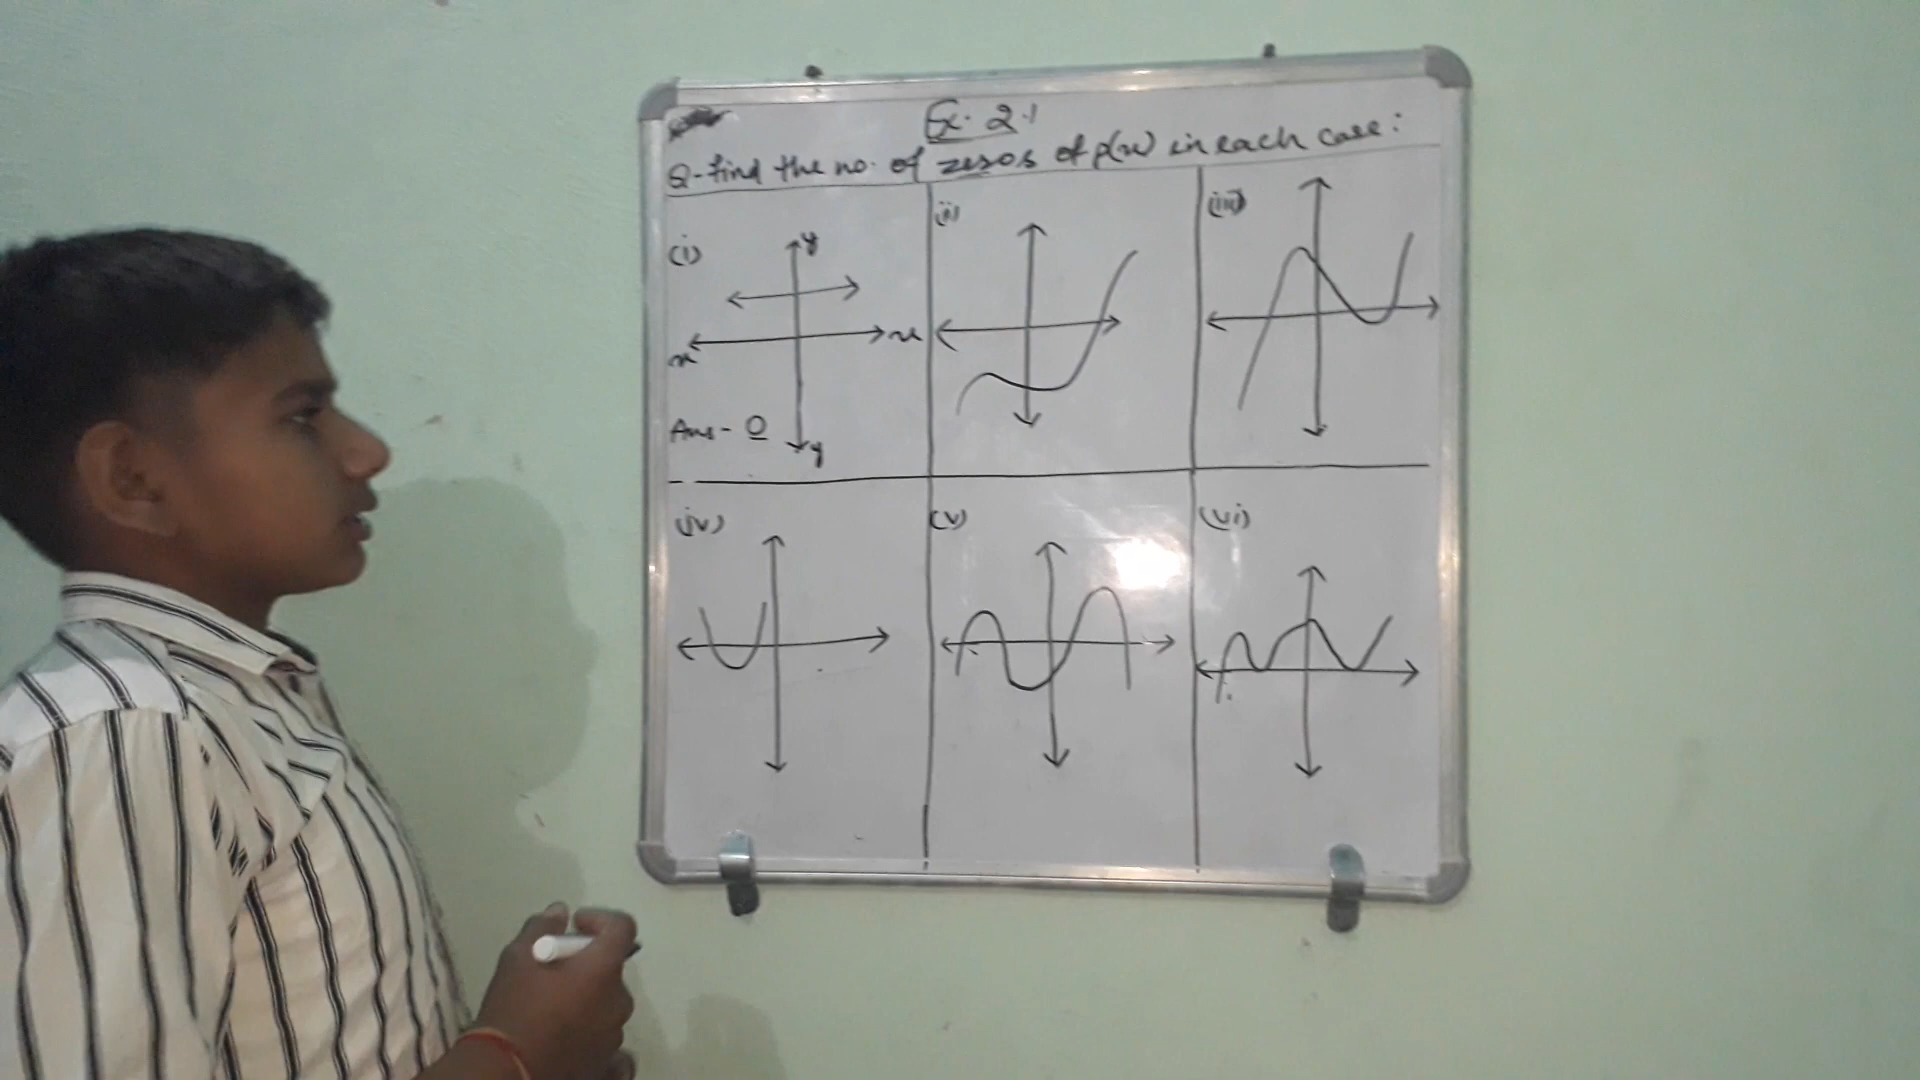 Ex. 2.1
Q-find the no. of zeros of p(x) in each case:
(i)
y
x
x
y
Ans- 0
(ii)
(iii)
(iv)
(v)
(vi)